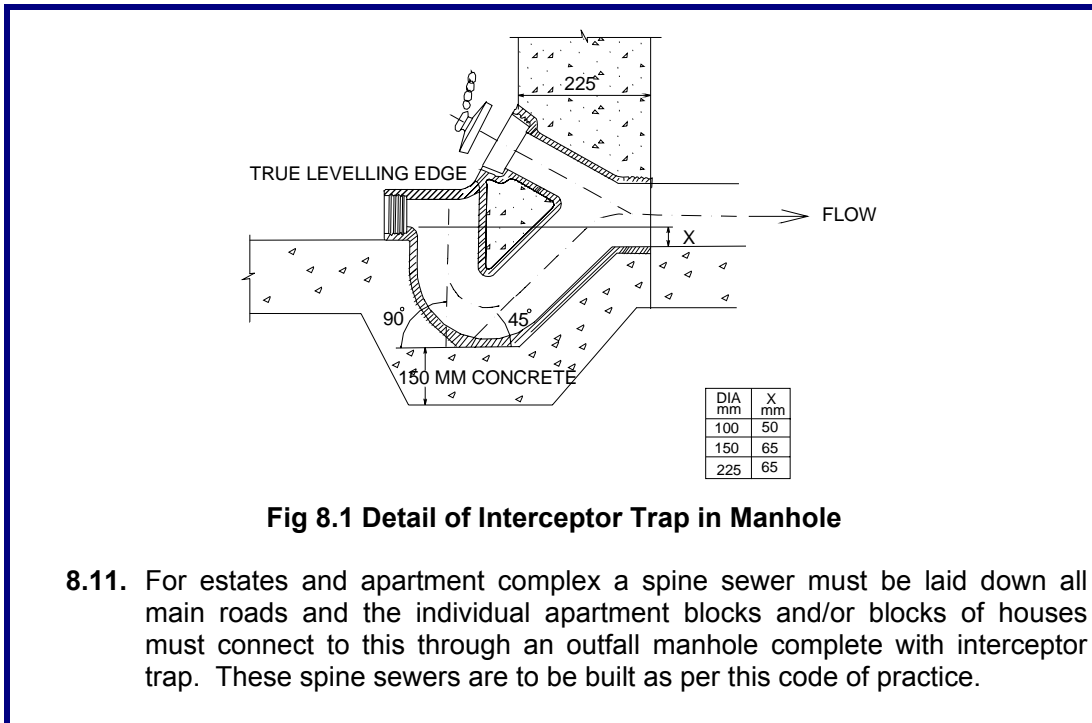 225
TRUE LEVELLING EDGE
FLOW
X
90°
45°
150 MM CONCRETE
DIA mm X mm
100 50
150 65
225 65
Fig 8.1 Detail of Interceptor Trap in Manhole
8.11. For estates and apartment complex a spine sewer must be laid down all
main roads and the individual apartment blocks and/or blocks of houses
must connect to this through an outfall manhole complete with interceptor
trap. These spine sewers are to be built as per this code of practice.